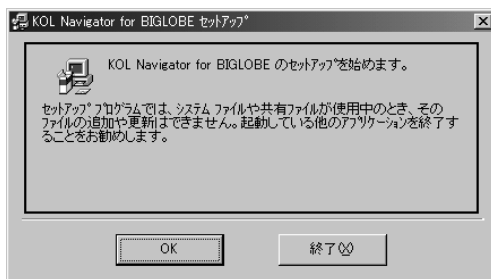 KOL Navigator for BIGLOBE ｾｯﾄｱｯﾌﾟ
KOL Navigator for BIGLOBE のｾｯﾄｱｯﾌﾟを始めます。
ｾｯﾄｱｯﾌﾟ ﾌﾟﾛｸﾞﾗﾑでは、ｼｽﾃﾑ ﾌｧｲﾙや共有ﾌｧｲﾙが使用中のとき、その
ﾌｧｲﾙの追加や更新はできません。起動している他のｱﾌﾟﾘｹｰｼｮﾝを終了す
ることをお勧めします。
OK
終了(X)